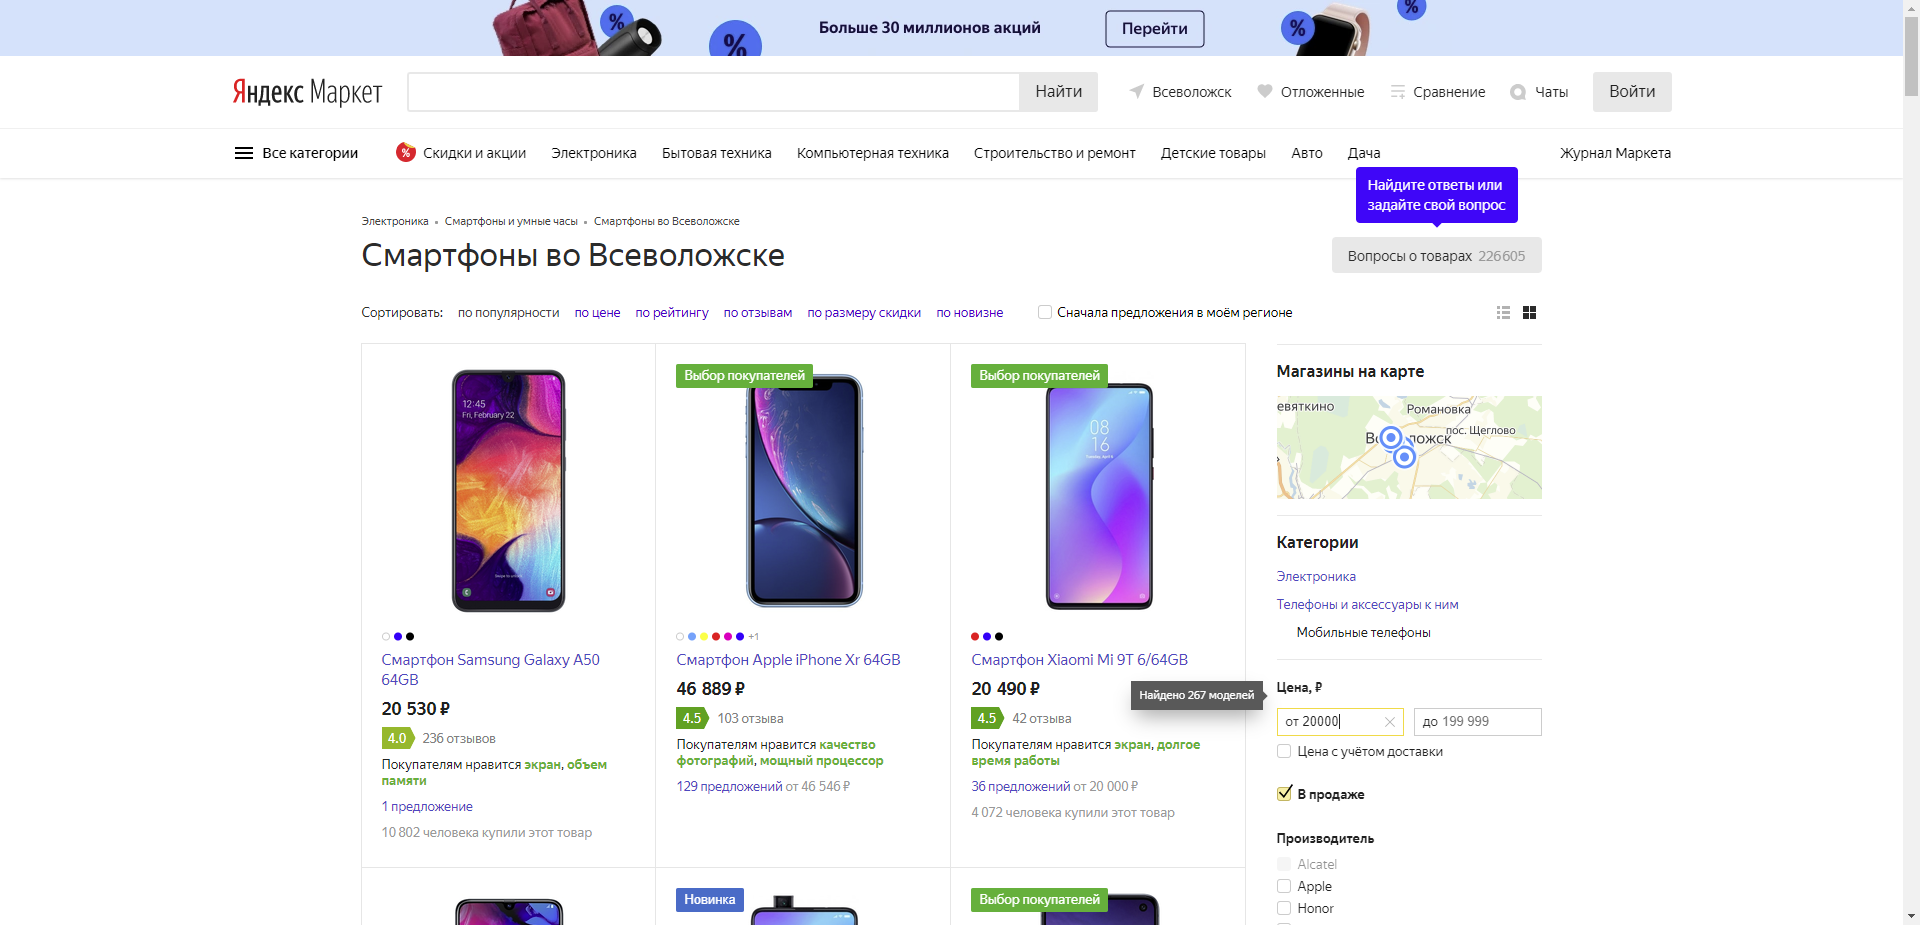 %
%
%
%
Больше 30 миллионов акций
Перейти
Яндекс Маркет
Найти
Всеволожск
Отложенные
Сравнение
Чаты
Войти
Все категории
%
Скидки и акции
Электроника
Бытовая техника
Компьютерная техника
Строительство и ремонт
Детские товары
Авто
Дача
Журнал Маркета
Найдите ответы или
задайте свой вопрос
Электроника • Смартфоны и умные часы • Смартфоны во Всеволожске
Смартфоны во Всеволожске
Вопросы о товарах 226605
Сортировать: по популярности по цене по рейтингу по отзывам по размеру скидки по новизне
Сначала предложения в моём регионе
12:45
Fri, February 22
Смартфон Samsung Galaxy A50
64GB
20 530 ₽
4.0 236 отзывов
Покупателям нравится экран, объем
памяти
1 предложение
10 802 человека купили этот товар
Выбор покупателей
+1
Смартфон Apple iPhone Xr 64GB
46 889 ₽
4.5 103 отзыва
Покупателям нравится качество
фотографий, мощный процессор
129 предложений от 46 546 ₽
Выбор покупателей
08
16
Смартфон Xiaomi Mi 9T 6/64GB
20 490 ₽
4.5 42 отзыва
Покупателям нравится экран, долгое
время работы
36 предложений от 20 000 ₽
4 072 человека купили этот товар
Новинка
Выбор покупателей
Магазины на карте
евяткино
Романовка
пос. Щеглово
Категории
Электроника
Телефоны и аксессуары к ним
Мобильные телефоны
Найдено 267 моделей
Цена, ₽
от 20000
до 199 999
Цена с учётом доставки
В продаже
Производитель
Alcatel
Apple
Honor